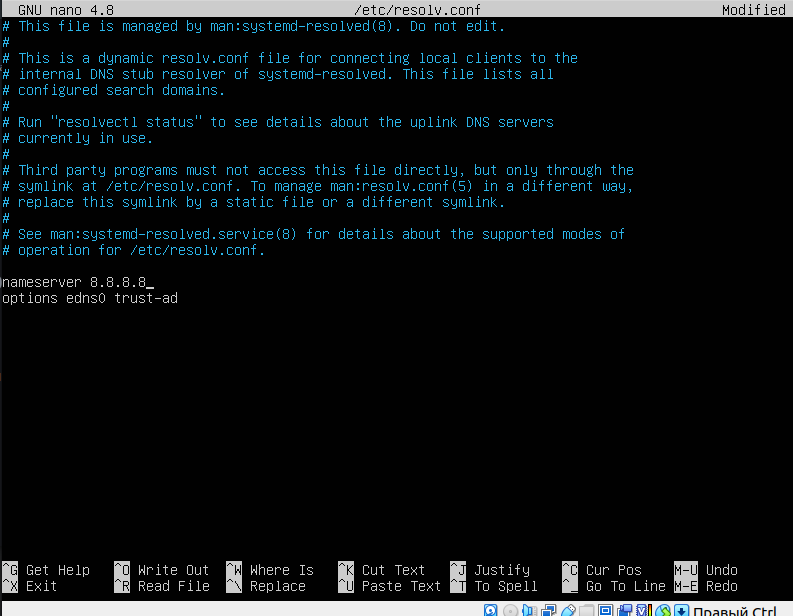 GNU nano 4.8 /etc/resolv.conf Modified
# This file is managed by man:systemd-resolved(8). Do not edit.
#
# This is a dynamic resolv.conf file for connecting local clients to the
# internal DNS stub resolver of systemd-resolved. This file lists all
# configured search domains.
#
# Run "resolvectl status" to see details about the uplink DNS servers
# currently in use.
#
# Third party programs must not access this file directly, but only through the
# symlink at /etc/resolv.conf. To manage man:resolv.conf(5) in a different way,
# replace this symlink by a static file or a different symlink.
#
# See man:systemd-resolved.service(8) for details about the supported modes of
# operation for /etc/resolv.conf.
nameserver 8.8.8.8_
options edns0 trust-ad
^G Get Help ^O Write Out ^W Where Is ^K Cut Text ^J Justify ^C Cur Pos M-U Undo
^X Exit ^R Read File ^\ Replace ^U Paste Text ^T To Spell ^_ Go To Line M-E Redo
Правый Ctrl